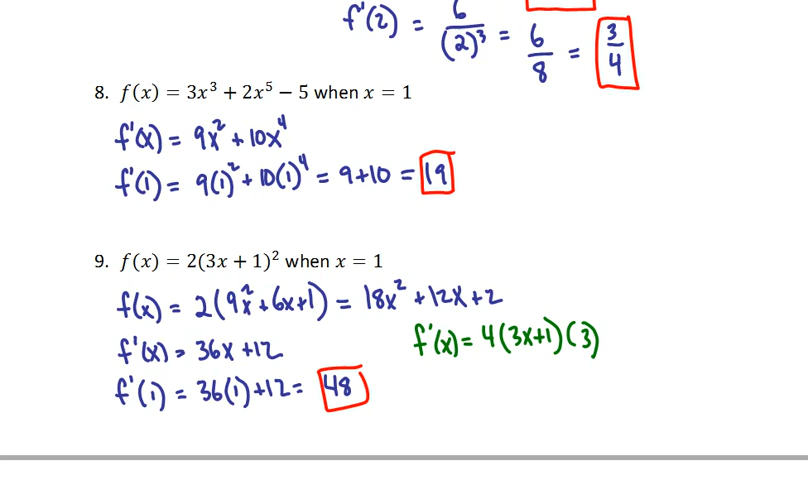 f'(2) = 6/(2)³ = 6/8 = 3/4
8. f(x) = 3x³ + 2x⁵ − 5 when x = 1
f'(x) = 9x² + 10x⁴
f'(1) = 9(1)² + 10(1)⁴ = 9+10 = 19
9. f(x) = 2(3x + 1)² when x = 1
f(x) = 2(9x² + 6x+1) = 18x² + 12x + 2
f'(x) = 36x + 12 f'(x) = 4(3x+1)(3)
f'(1) = 36(1) + 12 = 48